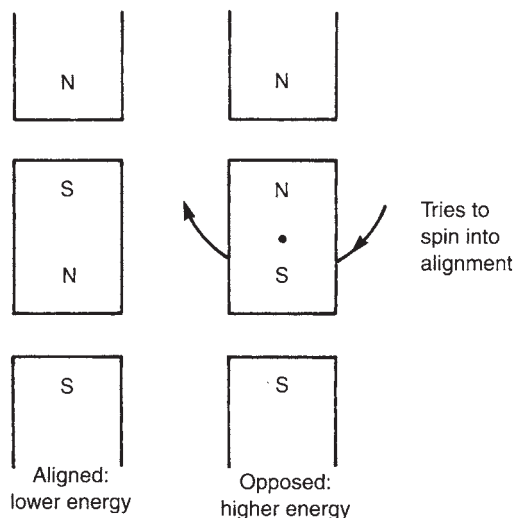 N
N
S
N
N
S
S
S
Tries to
spin into
alignment
Aligned:
lower energy
Opposed:
higher energy